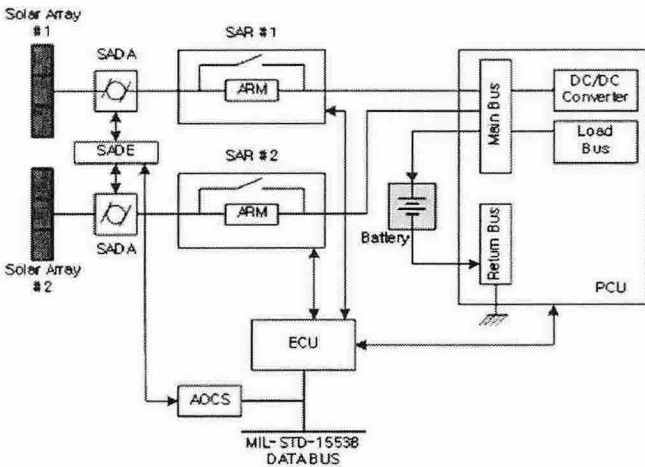 Solar Array
#1
SADA
SAR #1
ARM
Main Bus
DC/DC
Converter
Load
Bus
SADE
SAR #2
ARM
SADA
Solar Array
#2
Battery
Return Bus
PCU
ECU
AOCS
MIL-STD-1553B
DATABUS